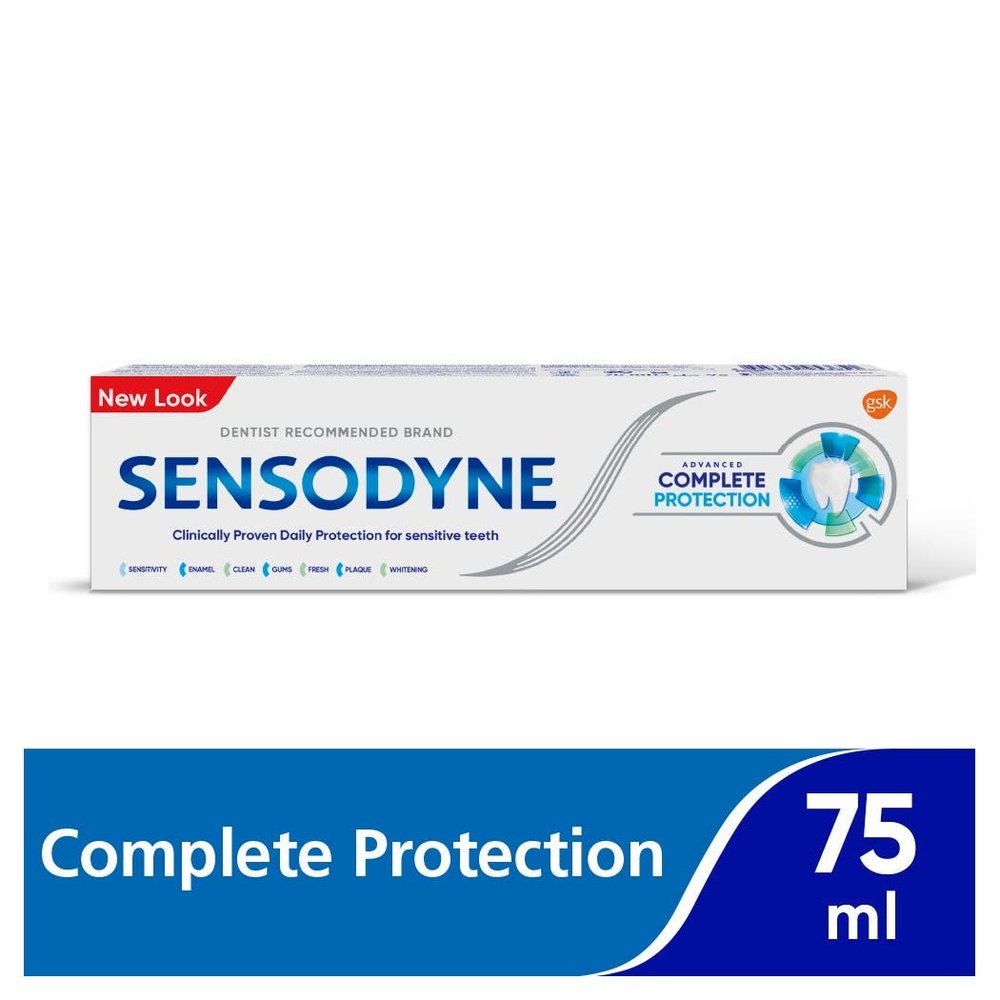 New Look
DENTIST RECOMMENDED BRAND
SENSODYNE
Clinically Proven Daily Protection for sensitive teeth
SENSITIVITY ENAMEL CLEAN GUMS FRESH PLAQUE WHITENING
gsk
ADVANCED
COMPLETE
PROTECTION
Complete Protection
75
ml